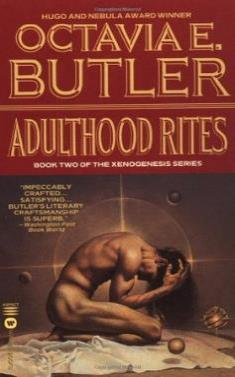 HUGO AND NEBULA AWARD WINNER
OCTAVIA E.
BUTLER
ADULTHOOD RITES
BOOK TWO OF THE XENOGENESIS SERIES
"IMPECCABLY
CRAFTED...
SATISFYING...
BUTLER'S LITERARY
CRAFTSMANSHIP
IS SUPERB."
—Washington Post
Book World
ASPECT